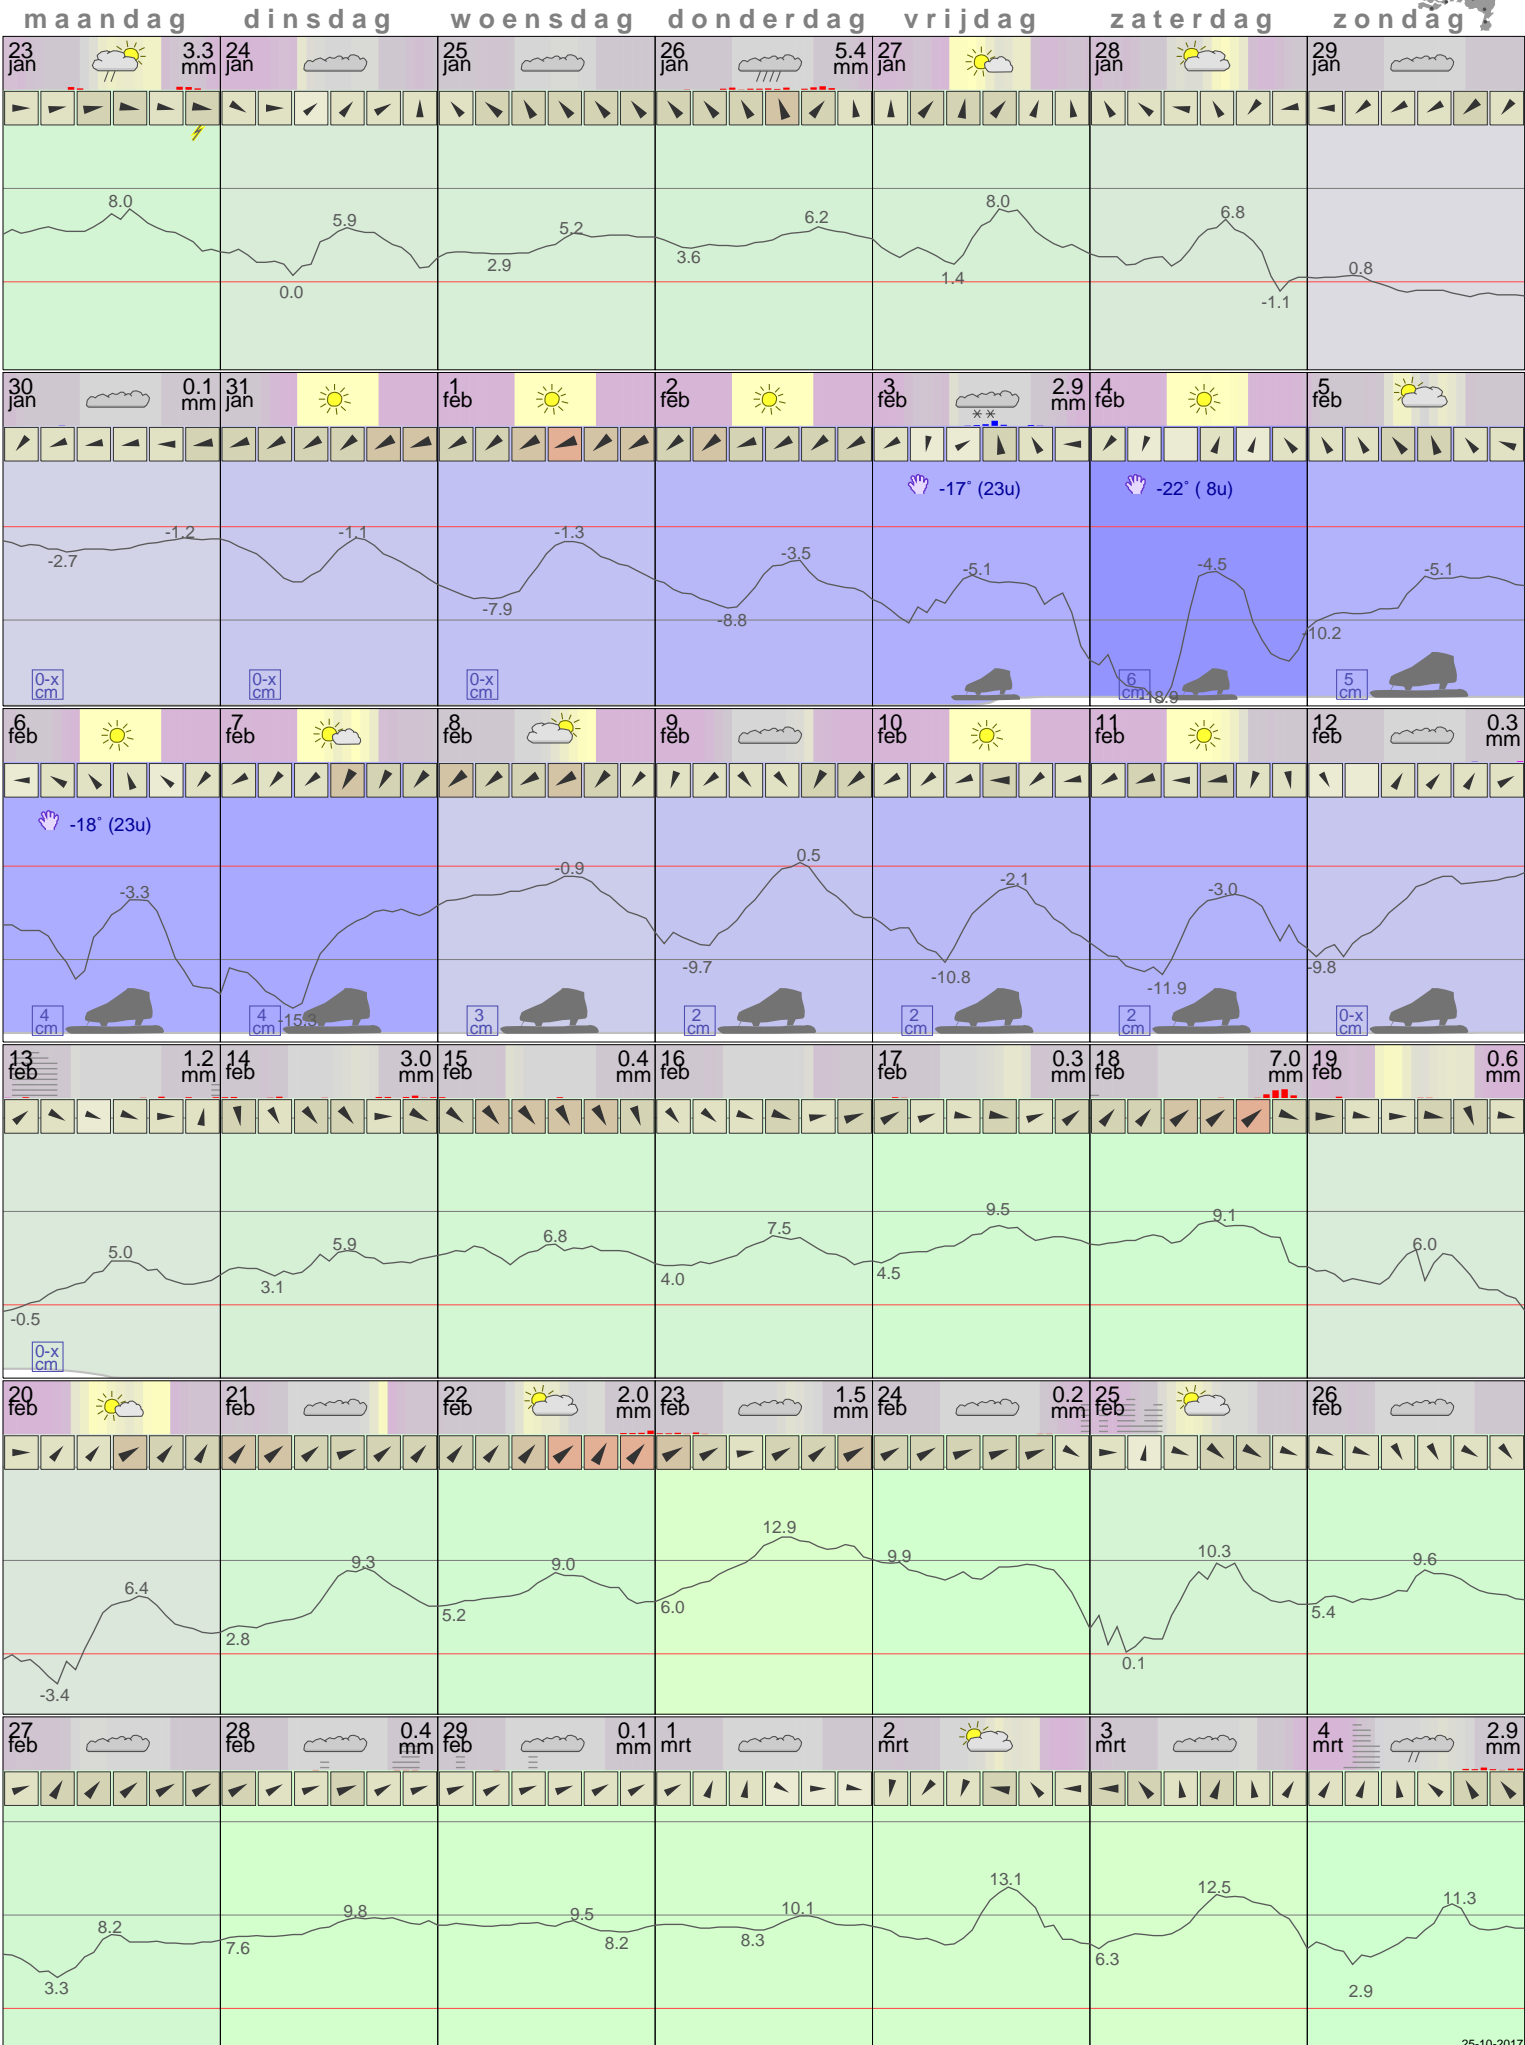 maandag dinsdag woensdag donderdag vrijdag zaterdag zondag
23 3.3 24 25 26 5.4 27 28 29
jan mm jan jan jan mm jan jan jan
8.0 5.9 5.2 6.2 8.0 6.8 0.8
0.0 2.9 3.6 1.4 -1.1
30 0.1 31 1 2 3 2.9 4 5
jan mm jan feb feb feb mm feb feb
-17° (23u) -22° ( 8u)
-2.7 -1.2 -1.1 -1.3 -3.5 -5.1 -4.5 -5.1
-7.9 -8.8 -10.2
0-x 0-x 0-x 6 5
cm cm cm cm -18.9 cm
6 7 8 9 10 11 12 0.3
feb feb feb feb feb feb feb mm
-18° (23u)
-3.3 -0.9 0.5 -2.1 -3.0
-9.7 -10.8 -11.9 -9.8
4 4 3 2 2 2 0-x
cm cm -15.3 cm cm cm cm cm
13 1.2 14 3.0 15 0.4 16 17 0.3 18 7.0 19 0.6
feb mm feb mm feb mm feb feb mm feb mm feb mm
5.0 5.9 6.8 7.5 9.5 9.1 6.0
-0.5 3.1 4.0 4.5
0-x
cm
20 21 22 2.0 23 1.5 24 0.2 25 26
feb feb feb mm feb mm feb mm feb feb
6.4 9.3 9.0 12.9 9.9 10.3 9.6
-3.4 2.8 5.2 6.0 0.1 5.4
27 28 0.4 29 0.1 1 2 3 4 2.9
feb feb mm feb mm mrt mrt mrt mrt mm
8.2 9.8 9.5 10.1 13.1 12.5 11.3
3.3 7.6 8.2 8.3 6.3 2.9
25-10-2017